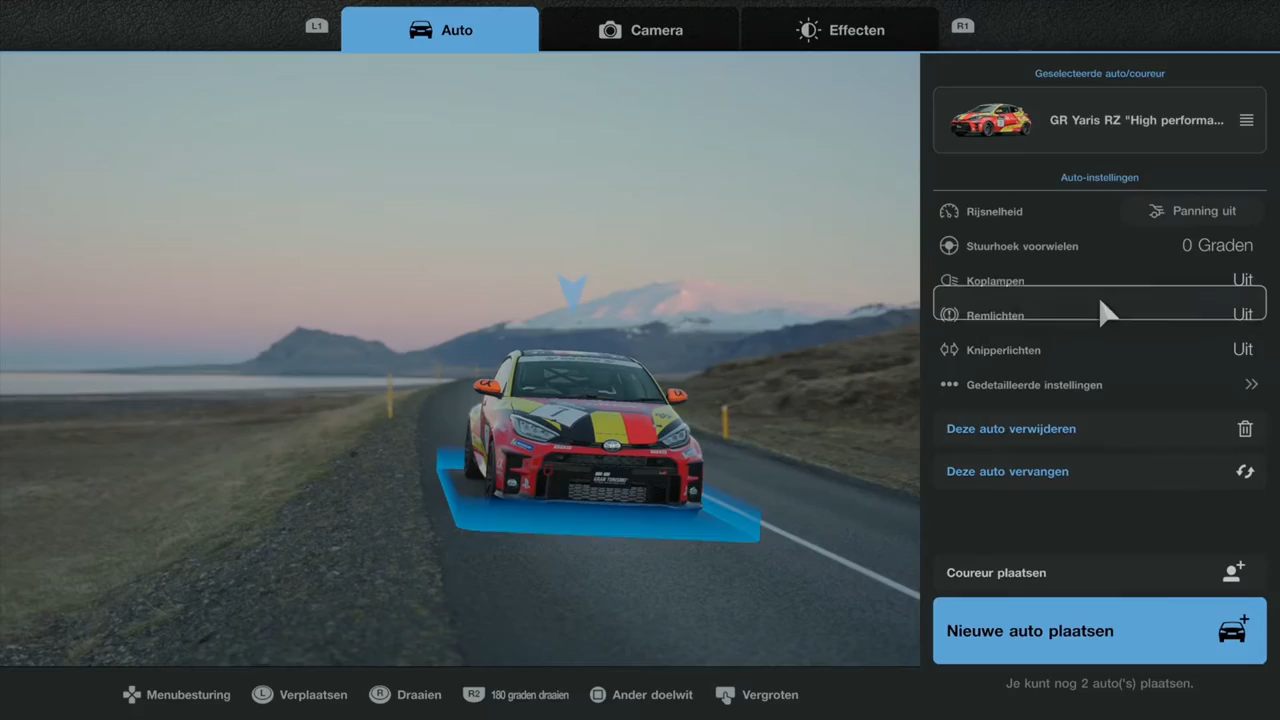 L1
Auto
Camera
Effecten
R1
Geselecteerde auto/coureur
GR Yaris RZ "High performa...
Auto-instellingen
Rijsnelheid
Panning uit
Stuurhoek voorwielen
0 Graden
Koplampen
Uit
Remlichten
Uit
Knipperlichten
Uit
Gedetailleerde instellingen
Deze auto verwijderen
Deze auto vervangen
Coureur plaatsen
Nieuwe auto plaatsen
Je kunt nog 2 auto('s) plaatsen.
1
GRAN TURISMO
Menubesturing
L Verplaatsen
R Draaien
R2 180 graden draaien
Ander doelwit
Vergroten